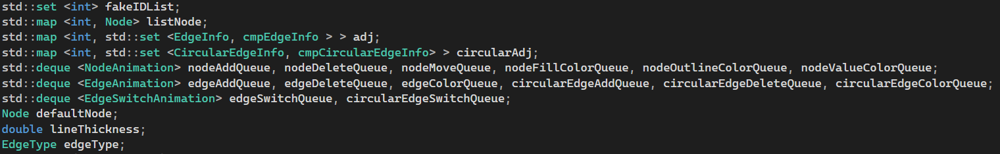 std::set <int> fakeIDList;
std::map <int, Node> listNode;
std::map <int, std::set <EdgeInfo, cmpEdgeInfo > > adj;
std::map <int, std::set <CircularEdgeInfo, cmpCircularEdgeInfo> > circularAdj;
std::deque <NodeAnimation> nodeAddQueue, nodeDeleteQueue, nodeMoveQueue, nodeFillColorQueue, nodeOutlineColorQueue, nodeValueColorQueue;
std::deque <EdgeAnimation> edgeAddQueue, edgeDeleteQueue, edgeColorQueue, circularEdgeAddQueue, circularEdgeDeleteQueue, circularEdgeColorQueue;
std::deque <EdgeSwitchAnimation> edgeSwitchQueue, circularEdgeSwitchQueue;
Node defaultNode;
double lineThickness;
EdgeType edgeType;